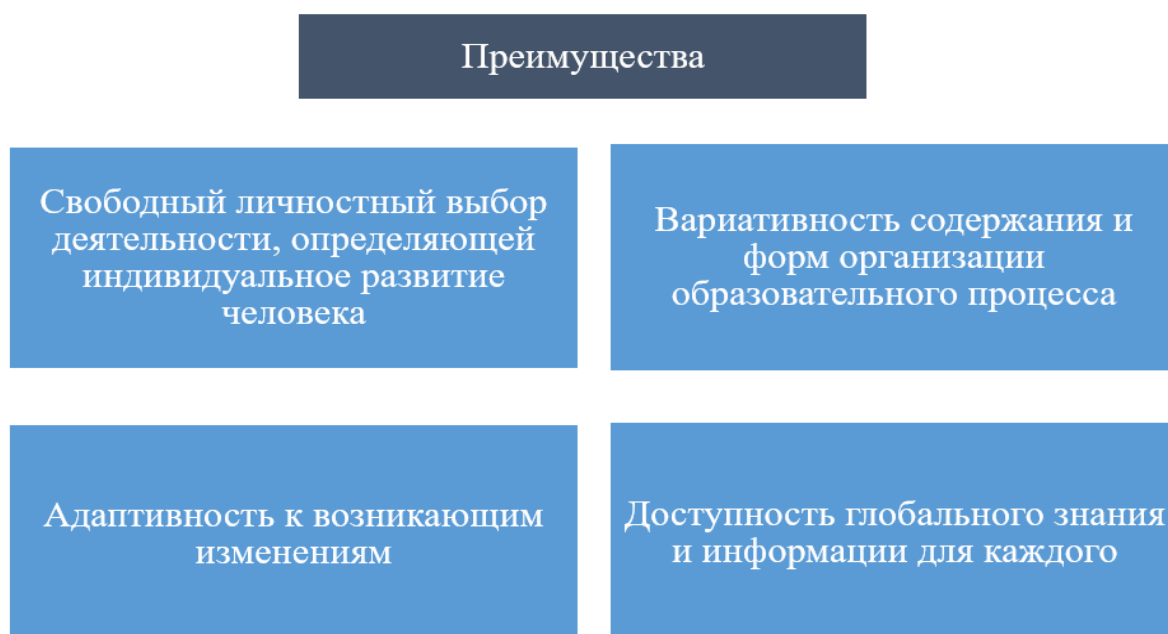 Преимущества
Свободный личностный выбор
деятельности, определяющей
индивидуальное развитие
человека
Вариативность содержания и
форм организации
образовательного процесса
Адаптивность к возникающим
изменениям
Доступность глобального знания
и информации для каждого